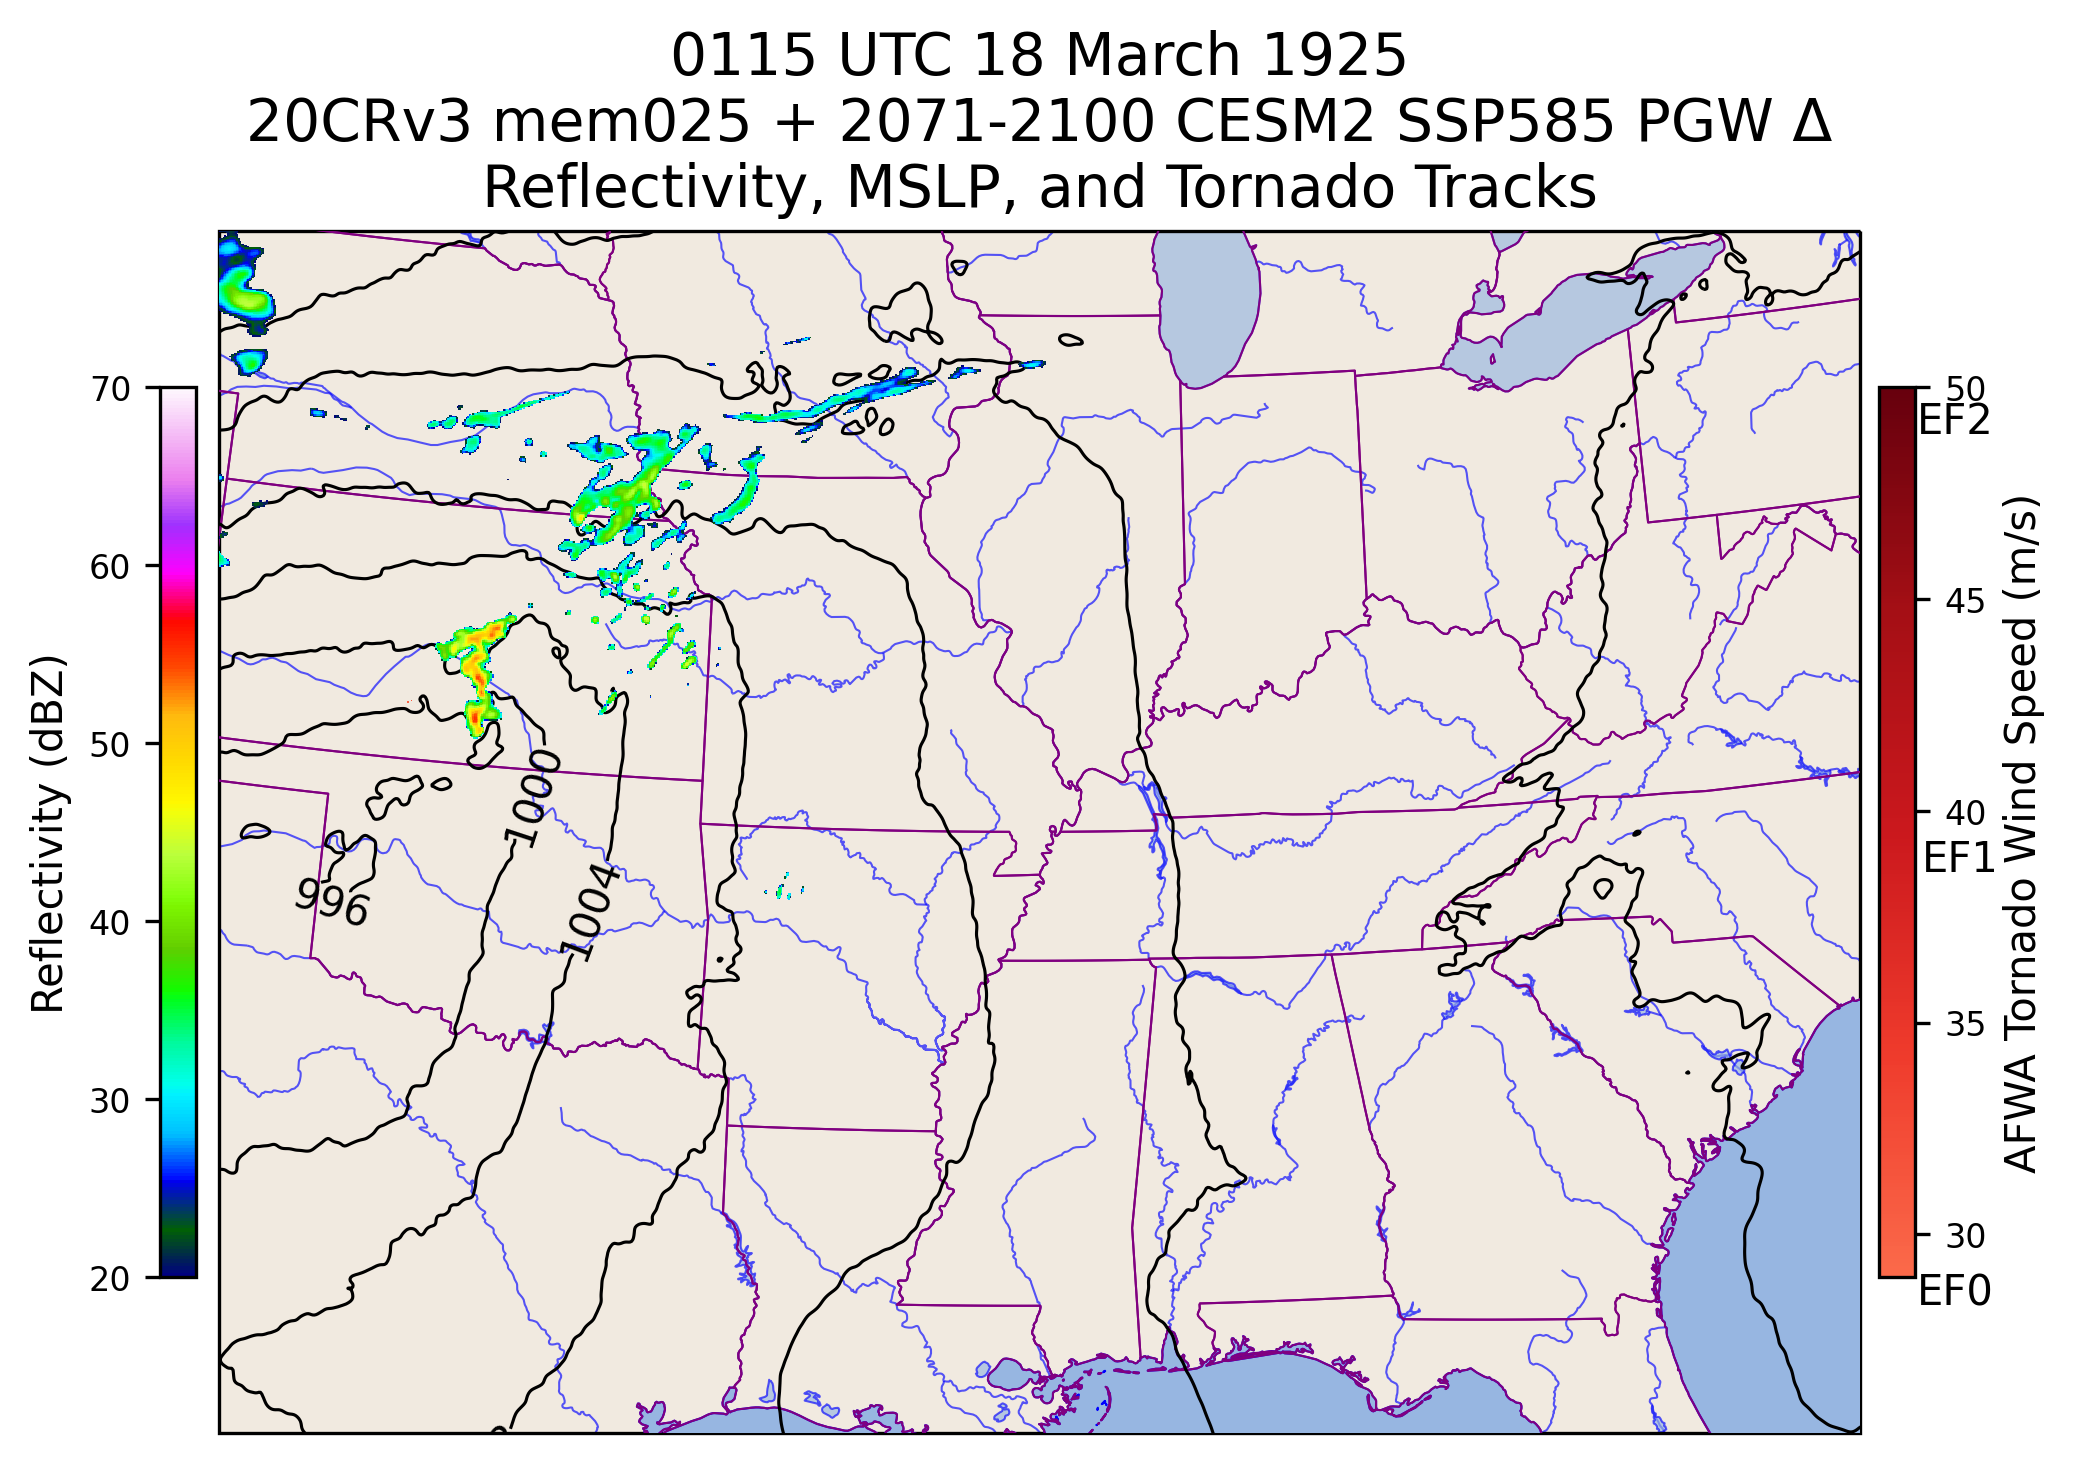 0115 UTC 18 March 1925
20CRv3 mem025 + 2071-2100 CESM2 SSP585 PGW Δ
Reflectivity, MSLP, and Tornado Tracks
70
60
50
40
30
20
Reflectivity (dBZ)
1000
1004
996
50
EF2
45
40
EF1
35
30
EF0
AFWA Tornado Wind Speed (m/s)